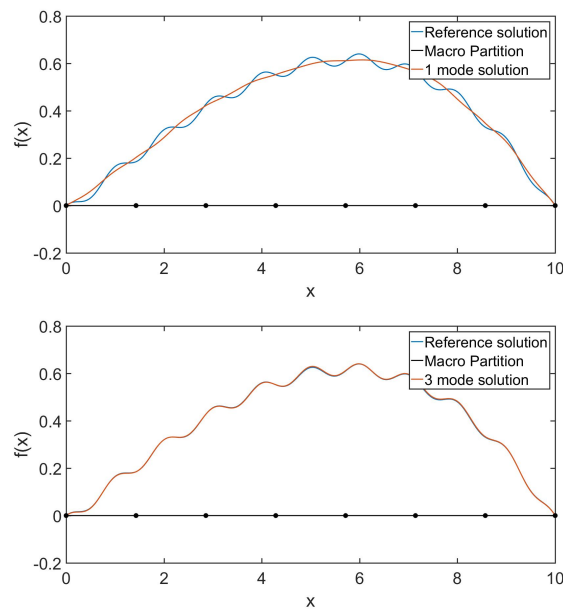 0.8
Reference solution
Macro Partition
1 mode solution
0.6
0.4
f(x)
0.2
0
-0.2
0 2 4 6 8 10
x
0.8
Reference solution
Macro Partition
3 mode solution
0.6
0.4
f(x)
0.2
0
-0.2
0 2 4 6 8 10
x